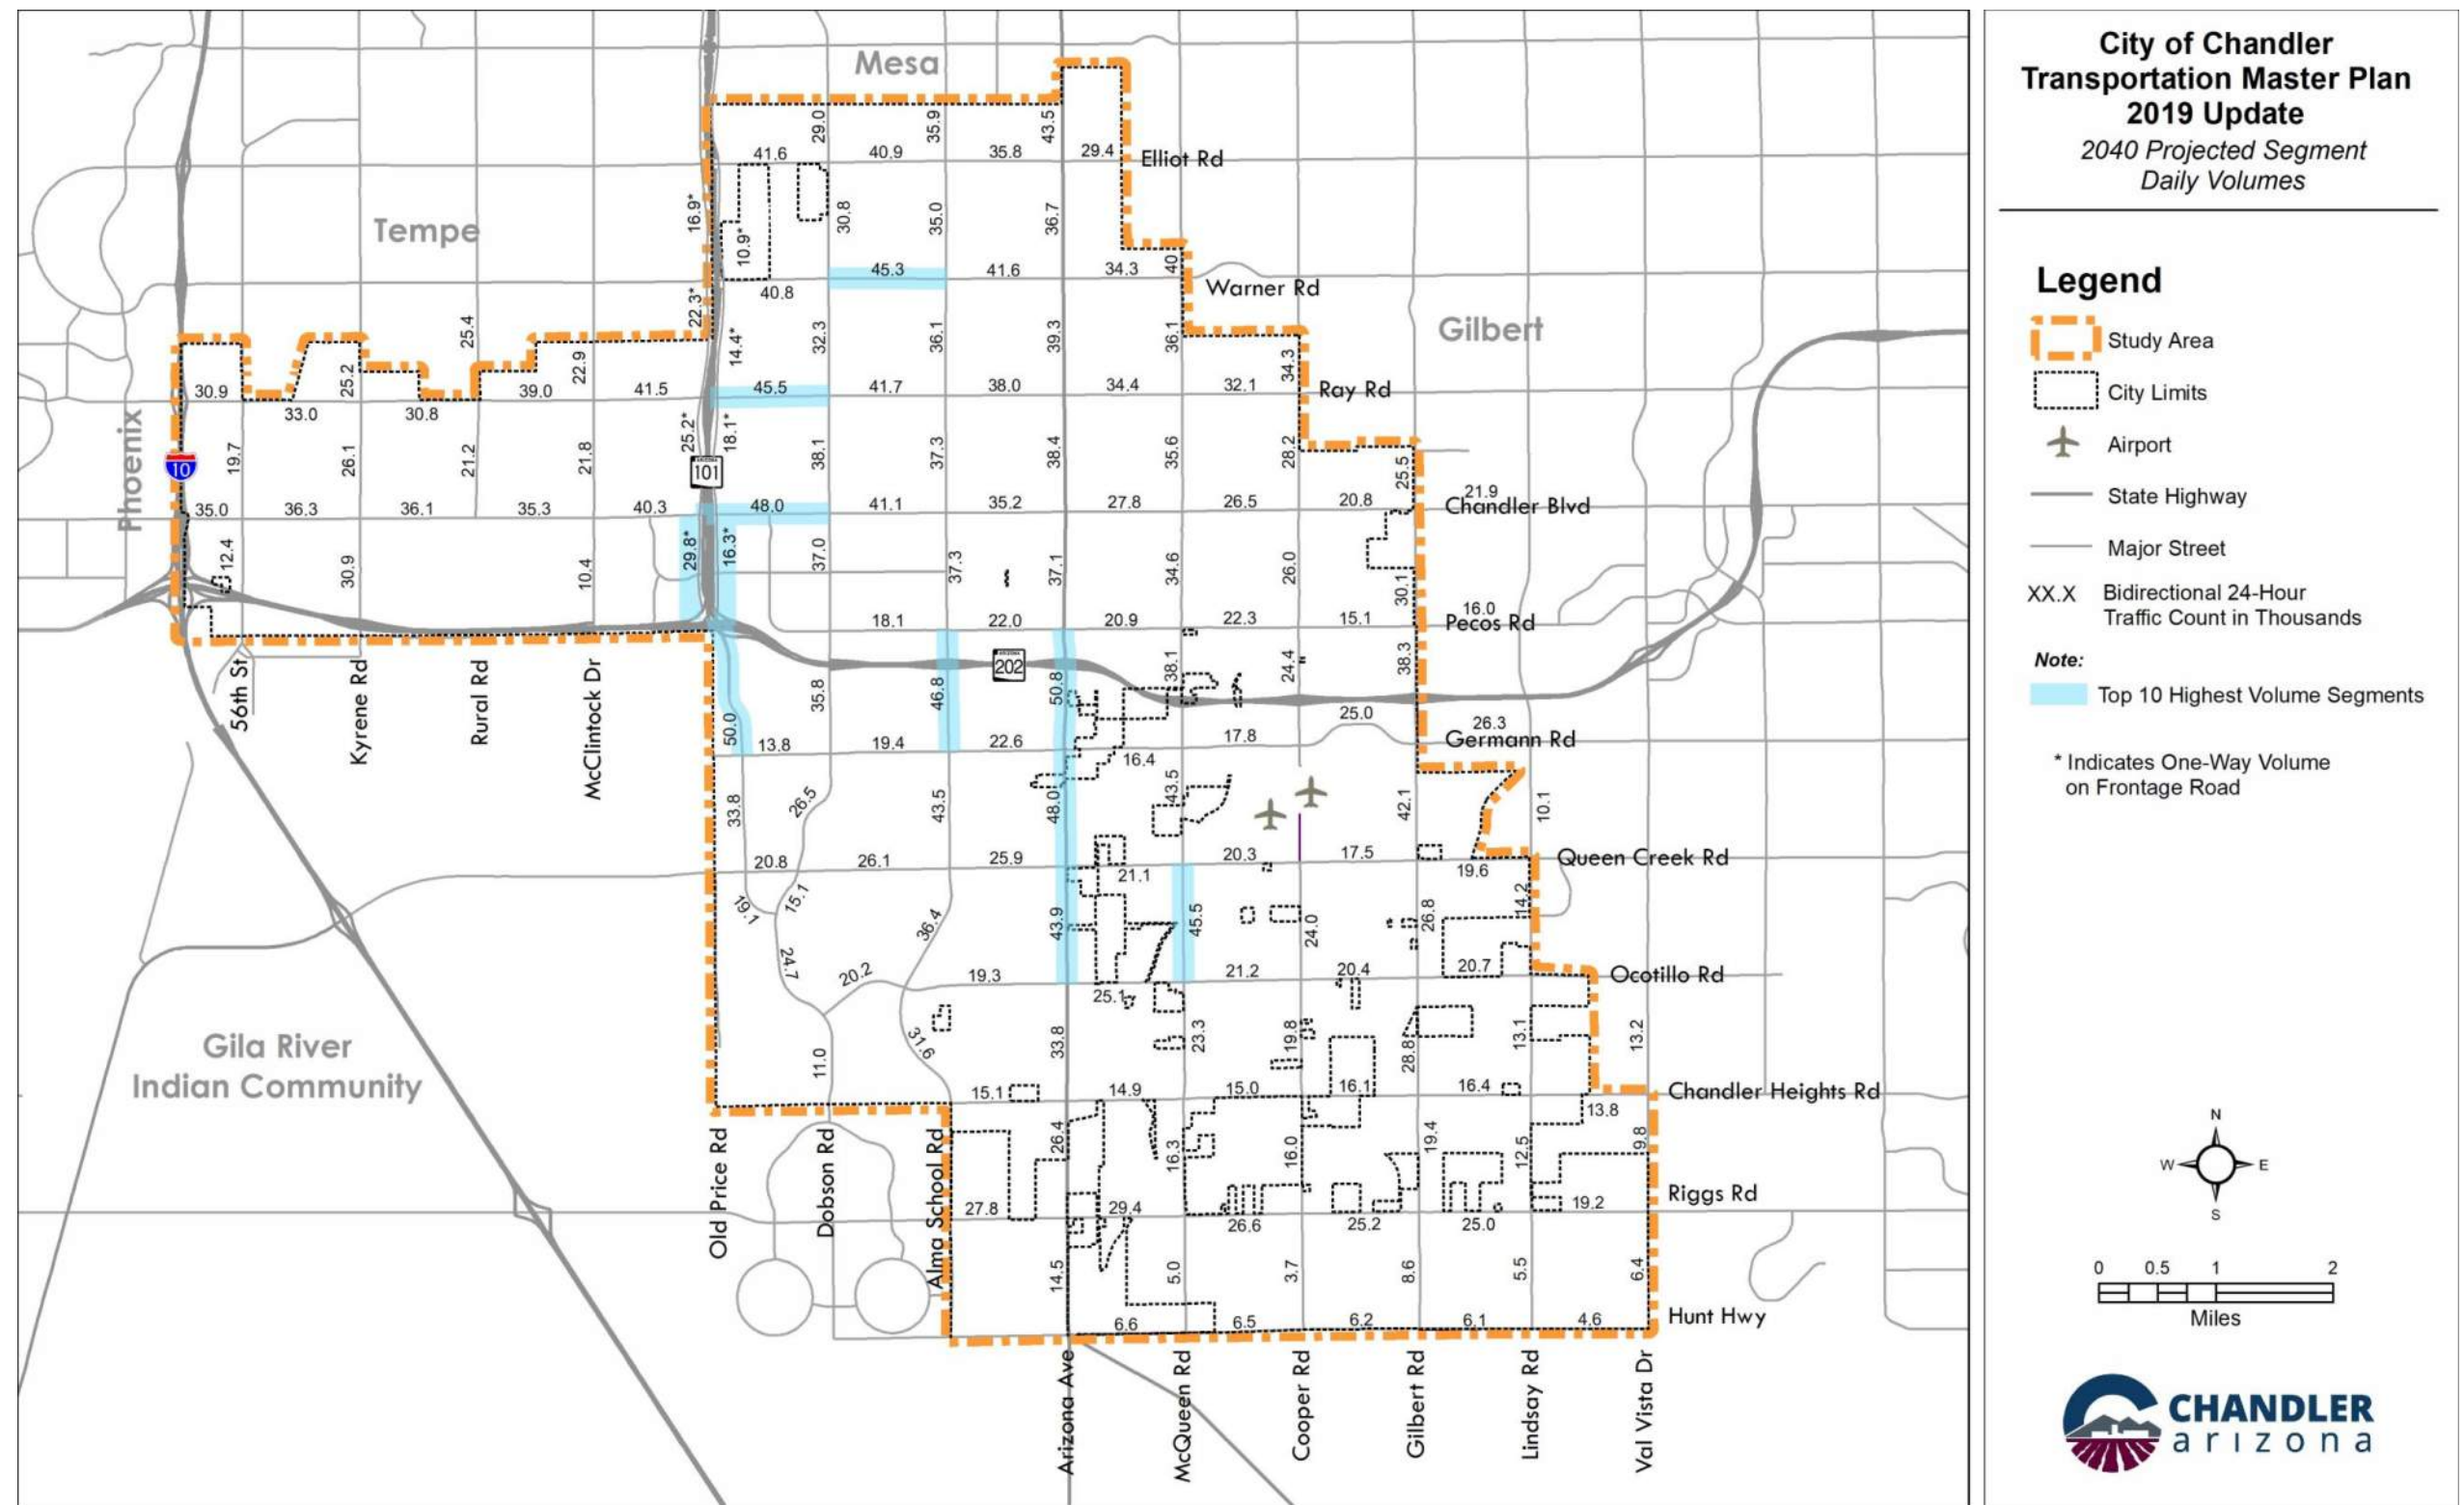 Mesa
Tempe
Phoenix
Gilbert
Gila River
Indian Community
29.0
35.9
43.5
41.6
40.9
35.8
29.4
Elliot Rd
16.9*
10.9*
30.8
35.0
36.7
45.3
41.6
34.3
40
40.8
Warner Rd
22.3*
14.4*
32.3
36.1
39.3
36.1
34.3
25.4
25.2
22.9
30.9
33.0
30.8
39.0
41.5
45.5
41.7
38.0
34.4
32.1
Ray Rd
10
19.7
26.1
21.2
21.8
25.2*
18.1*
101
38.1
37.3
38.4
35.6
28.2
25.5
35.0
36.3
36.1
35.3
40.3
48.0
41.1
35.2
27.8
26.5
20.8
21.9
Chandler Blvd
12.4
30.9
10.4
29.8*
16.3*
37.0
37.3
37.1
34.6
26.0
30.1
18.1
22.0
20.9
22.3
15.1
16.0
Pecos Rd
56th St
Kyrene Rd
Rural Rd
McClintock Dr
202
50.0
35.8
46.8
50.8
38.1
24.4
38.3
13.8
19.4
22.6
16.4
17.8
25.0
26.3
Germann Rd
33.8
26.5
43.5
48.0
43.5
42.1
10.1
20.8
26.1
25.9
21.1
20.3
17.5
19.6
Queen Creek Rd
19.1
15.1
36.4
43.9
45.5
24.0
26.8
14.2
24.7
20.2
19.3
25.1
21.2
20.4
20.7
Ocotillo Rd
11.0
31.6
33.8
23.3
19.8
28.8
13.1
13.2
15.1
14.9
15.0
16.1
16.4
13.8
Chandler Heights Rd
26.4
16.3
16.0
19.4
12.5
9.8
Old Price Rd
Dobson Rd
Alma School Rd
27.8
29.4
26.6
25.2
25.0
19.2
Riggs Rd
14.5
5.0
3.7
8.6
5.5
6.4
6.6
6.5
6.2
6.1
4.6
Hunt Hwy
Arizona Ave
McQueen Rd
Cooper Rd
Gilbert Rd
Lindsay Rd
Val Vista Dr
City of Chandler
Transportation Master Plan
2019 Update
2040 Projected Segment
Daily Volumes
Legend
Study Area
City Limits
Airport
State Highway
Major Street
XX.X Bidirectional 24-Hour
Traffic Count in Thousands
Note:
Top 10 Highest Volume Segments
* Indicates One-Way Volume
on Frontage Road
N
W E
S
0 0.5 1 2
Miles
CHANDLER
arizona